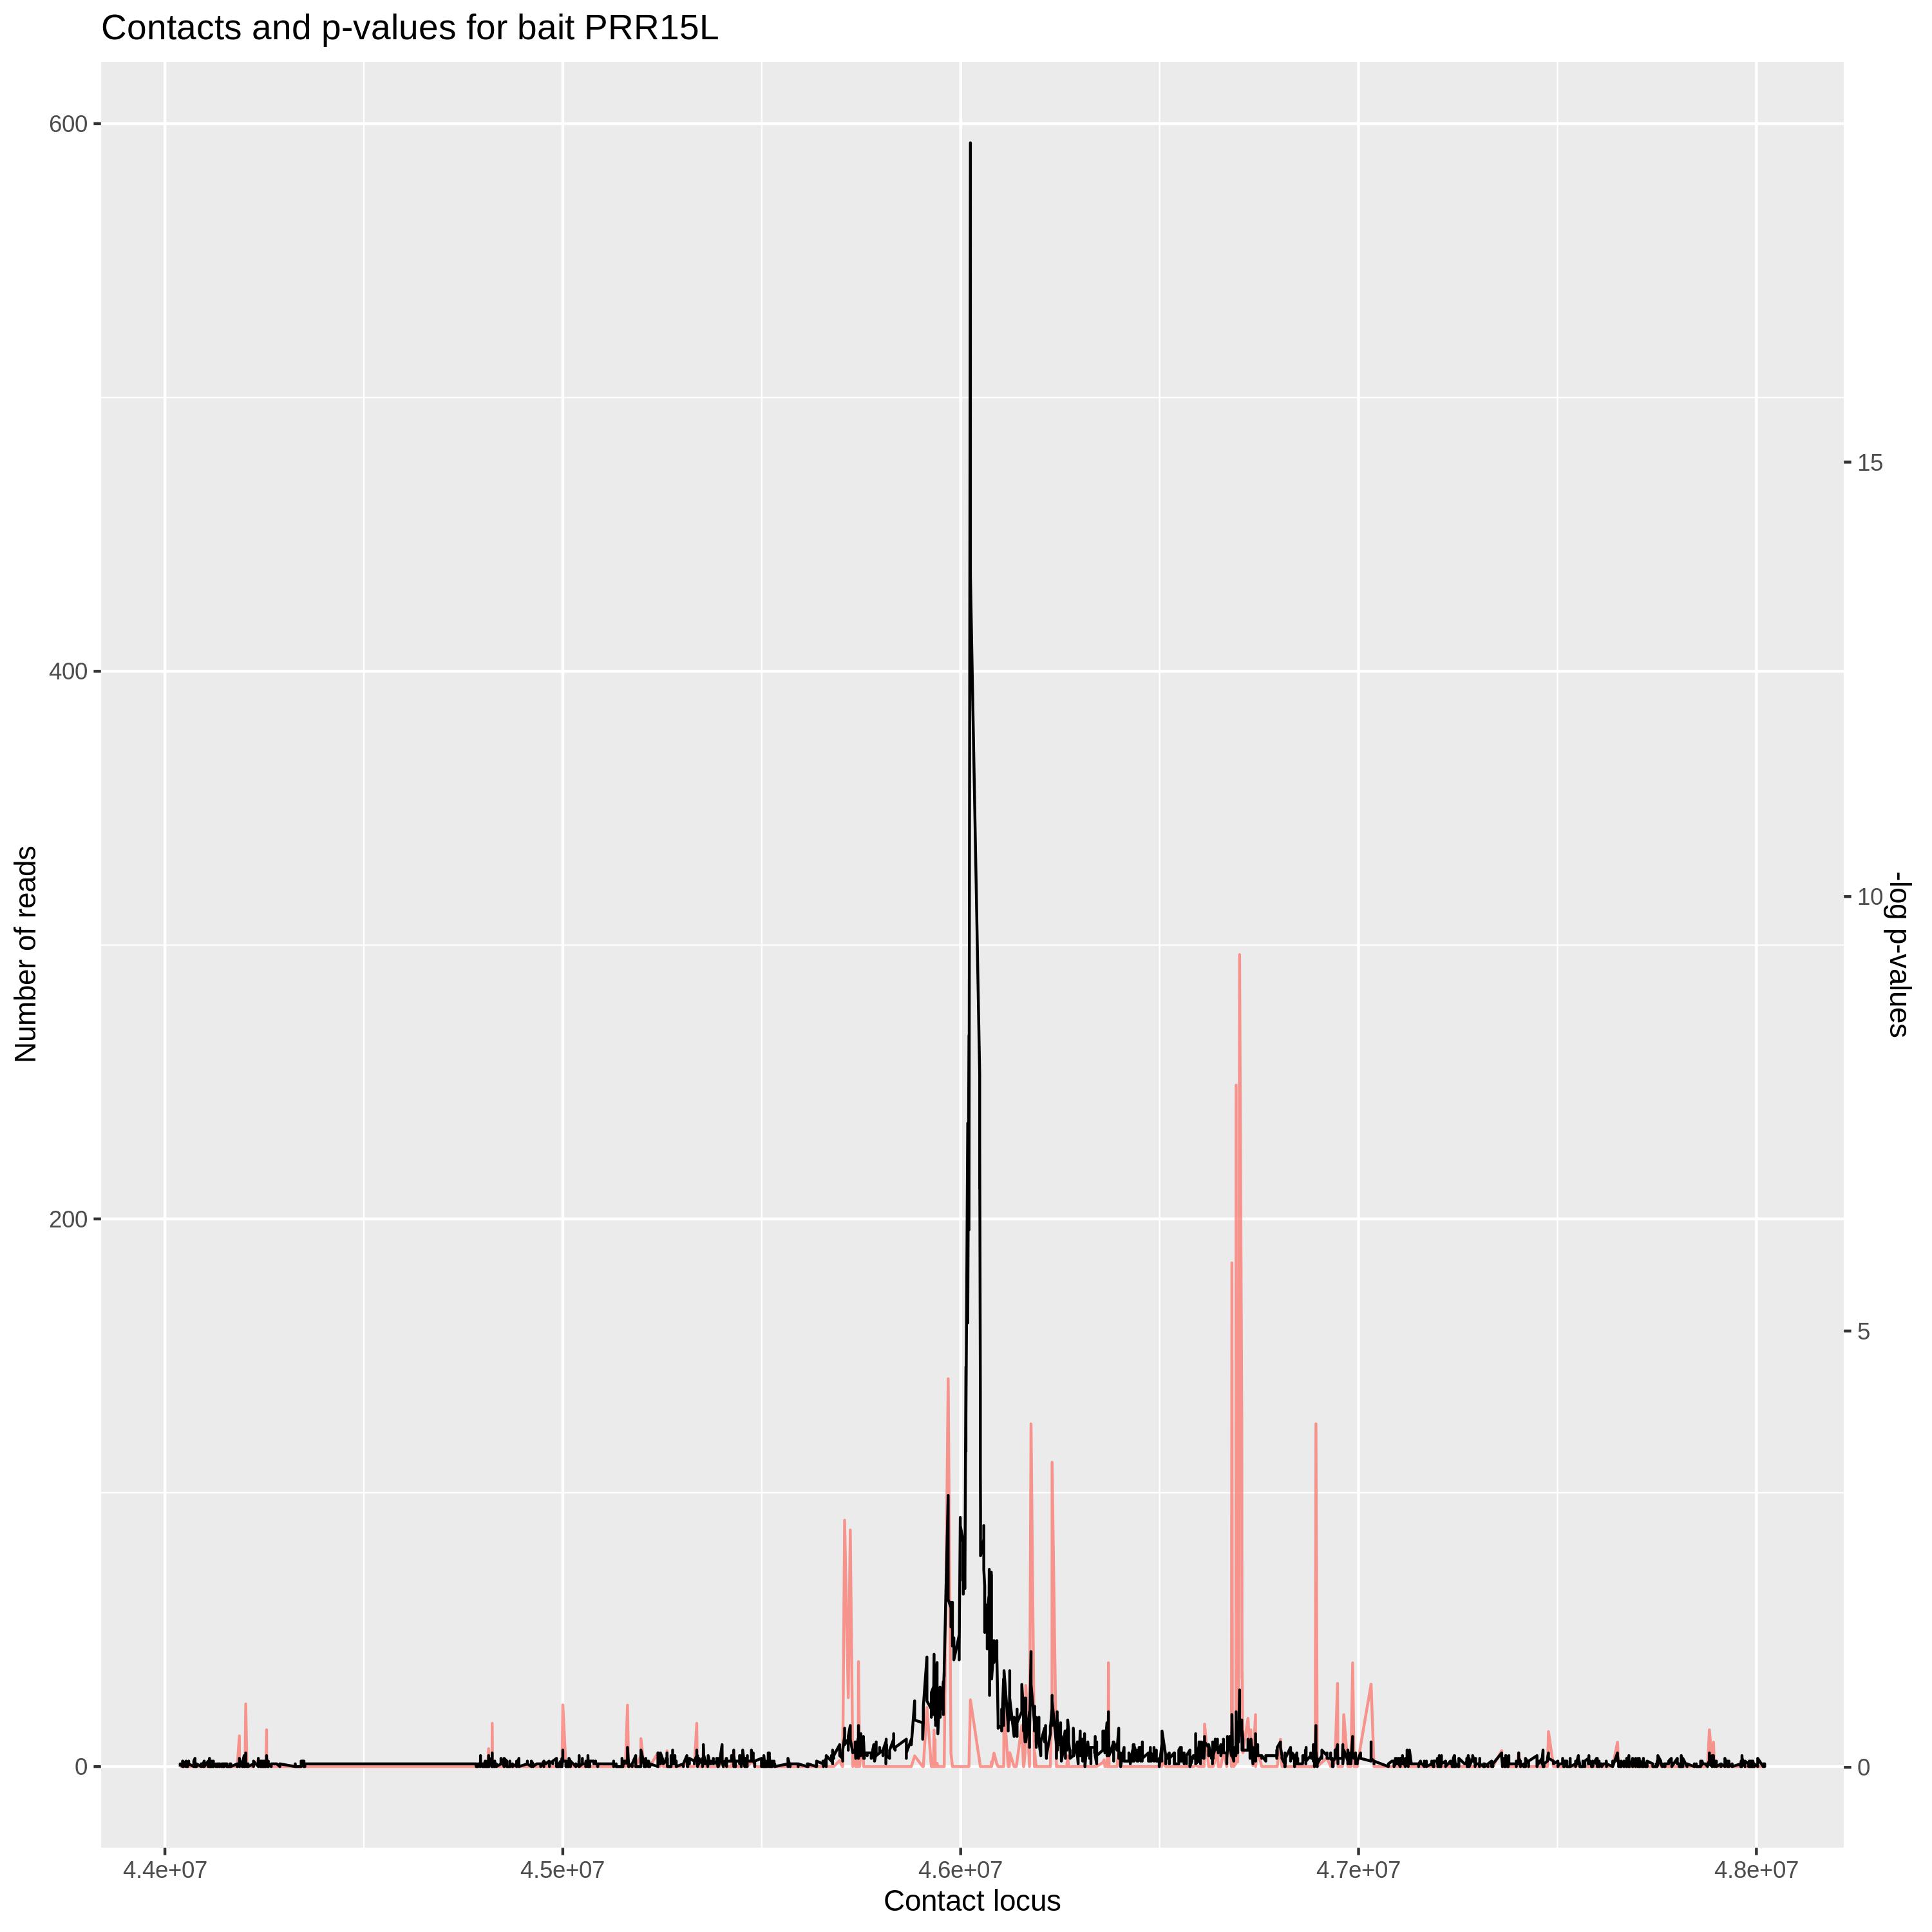 Contacts and p-values for bait PRR15L
600
400
200
0
Number of reads
15
10
5
0
-log p-values
4.4e+07 4.5e+07 4.6e+07 4.7e+07 4.8e+07
Contact locus